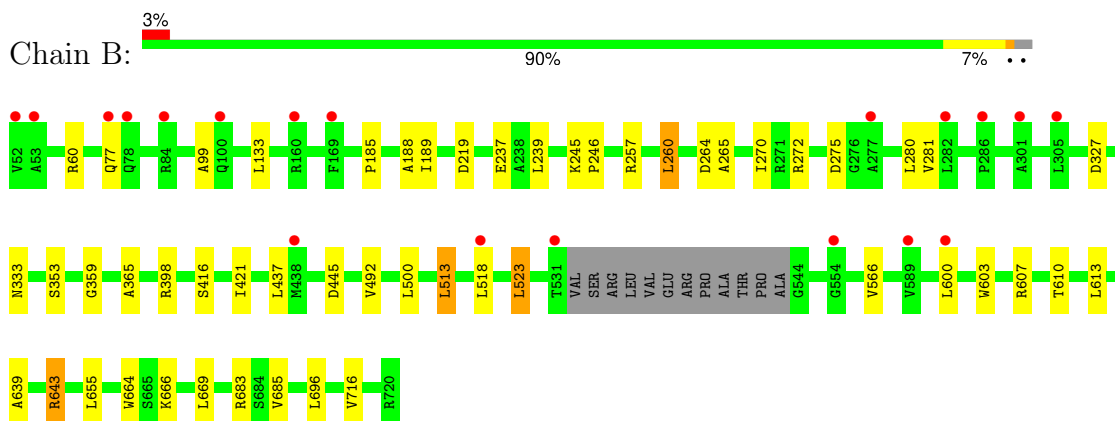 3%
Chain B:
90% 7% • •
V52 A53 R60 Q77 Q78 R84 A99 Q100 L133 R160 F169 P185 A188 I189 D219 E237 A238 L239 K245 P246 R257 L260 D264 A265 I270 R271 R272 D275 G276 A277 L280 V281 L282 P286 A301 L305 D327
N333 S353 G359 A365 R398 S416 I421 L437 M438 D445 V492 L500 L513 L518 L523 T531 VAL SER ARG LEU VAL GLU ARG PRO ALA THR PRO ALA G544 G554 V566 V589 L600 W603 R607 T610 L613
A639 R643 L655 W664 S665 K666 L669 R683 S684 V685 L696 V716 R720